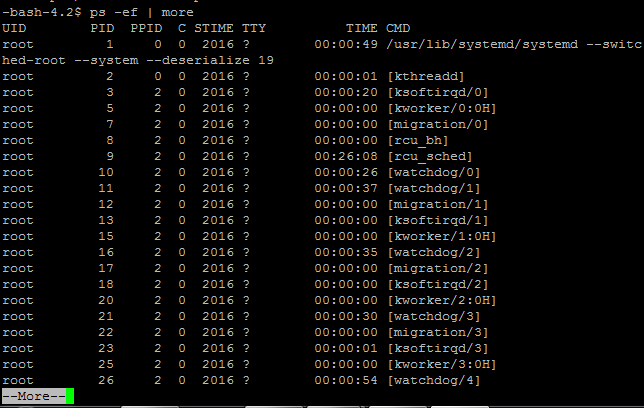 -bash-4.2$ ps -ef | more
UID        PID  PPID  C STIME TTY          TIME CMD
root         1     0  0  2016 ?        00:00:49 /usr/lib/systemd/systemd --switc
hed-root --system --deserialize 19
root         2     0  0  2016 ?        00:00:01 [kthreadd]
root         3     2  0  2016 ?        00:00:20 [ksoftirqd/0]
root         5     2  0  2016 ?        00:00:00 [kworker/0:0H]
root         7     2  0  2016 ?        00:00:00 [migration/0]
root         8     2  0  2016 ?        00:00:00 [rcu_bh]
root         9     2  0  2016 ?        00:26:08 [rcu_sched]
root        10     2  0  2016 ?        00:00:26 [watchdog/0]
root        11     2  0  2016 ?        00:00:37 [watchdog/1]
root        12     2  0  2016 ?        00:00:00 [migration/1]
root        13     2  0  2016 ?        00:00:00 [ksoftirqd/1]
root        15     2  0  2016 ?        00:00:00 [kworker/1:0H]
root        16     2  0  2016 ?        00:00:35 [watchdog/2]
root        17     2  0  2016 ?        00:00:00 [migration/2]
root        18     2  0  2016 ?        00:00:00 [ksoftirqd/2]
root        20     2  0  2016 ?        00:00:00 [kworker/2:0H]
root        21     2  0  2016 ?        00:00:30 [watchdog/3]
root        22     2  0  2016 ?        00:00:00 [migration/3]
root        23     2  0  2016 ?        00:00:01 [ksoftirqd/3]
root        25     2  0  2016 ?        00:00:00 [kworker/3:0H]
root        26     2  0  2016 ?        00:00:54 [watchdog/4]
--More--